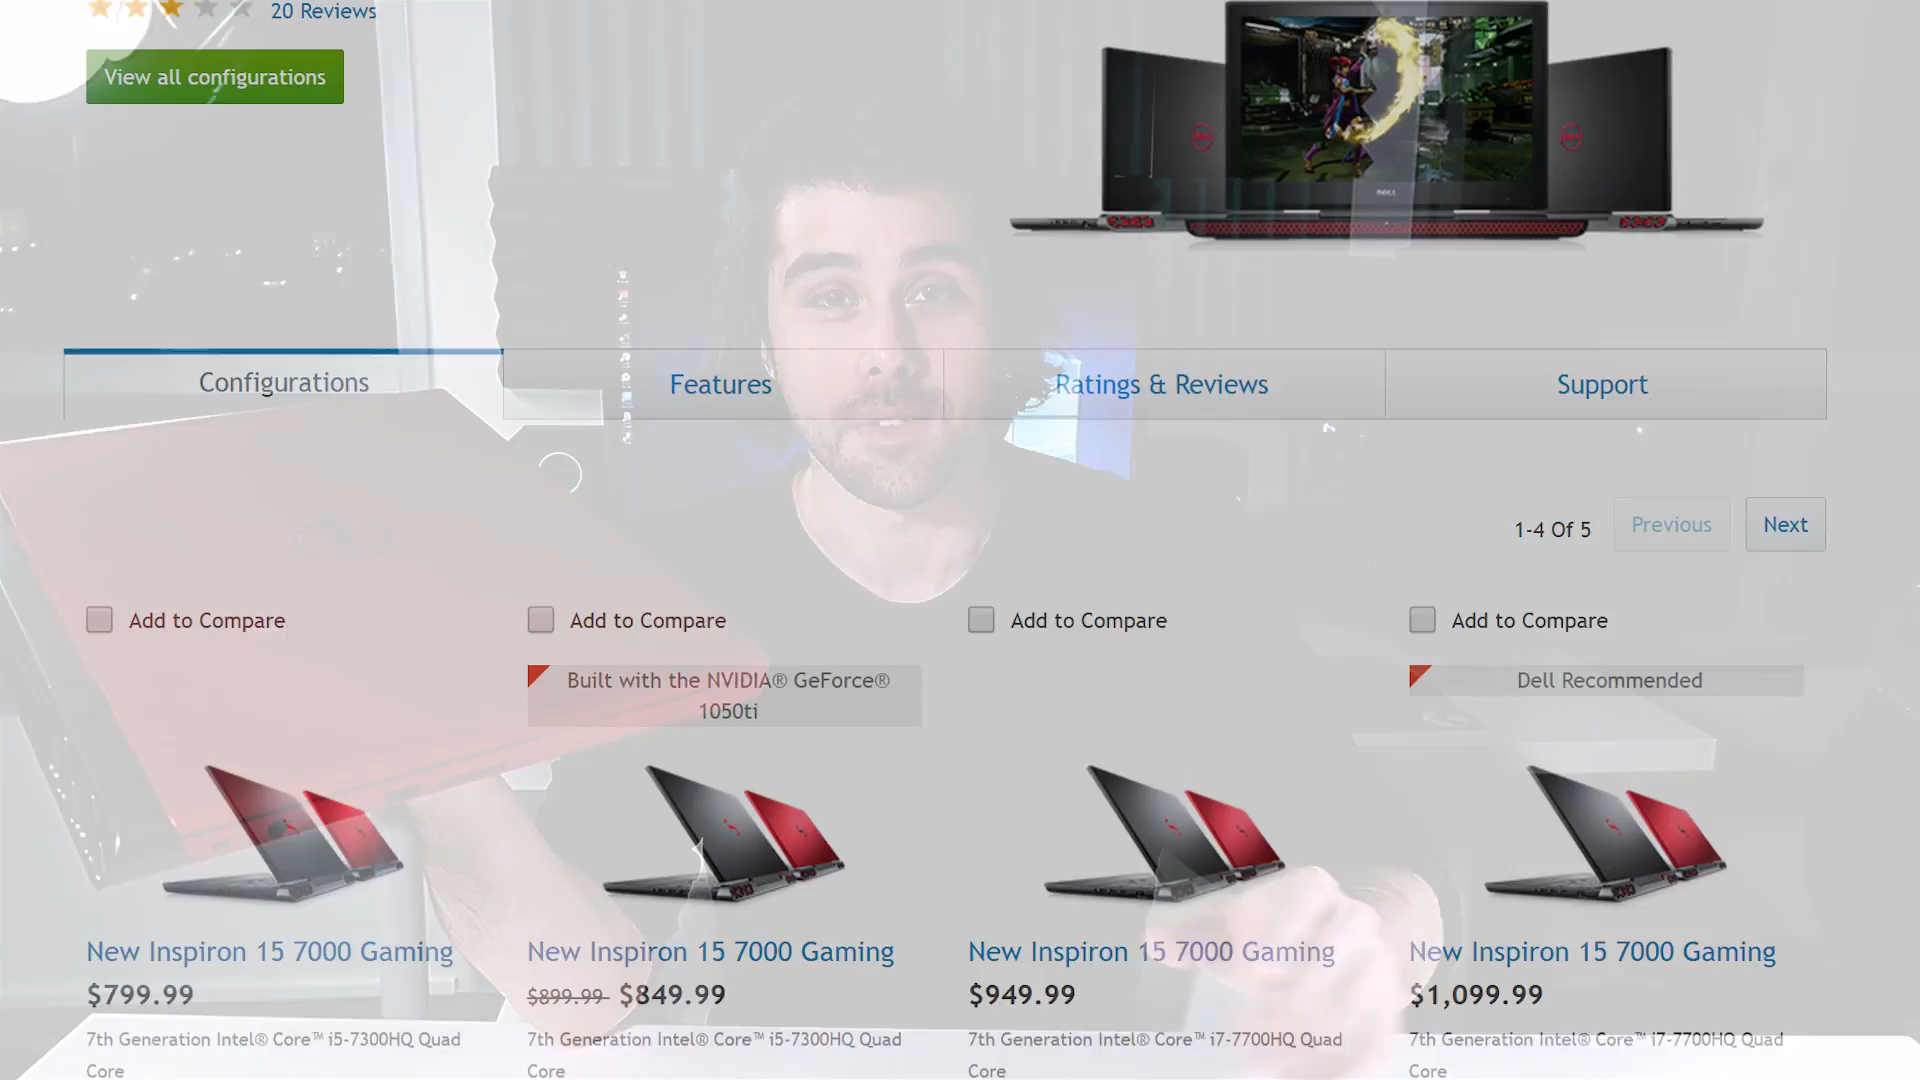 20 Reviews
View all configurations
DELL
Configurations
Features
Ratings & Reviews
Support
1-4 Of 5
Previous
Next
Add to Compare
Add to Compare
Add to Compare
Add to Compare
Built with the NVIDIA® GeForce®
1050ti
Dell Recommended
New Inspiron 15 7000 Gaming
New Inspiron 15 7000 Gaming
New Inspiron 15 7000 Gaming
New Inspiron 15 7000 Gaming
$799.99
$899.99 $849.99
$949.99
$1,099.99
7th Generation Intel® Core™ i5-7300HQ Quad
Core
7th Generation Intel® Core™ i5-7300HQ Quad
Core
7th Generation Intel® Core™ i7-7700HQ Quad
Core
7th Generation Intel® Core™ i7-7700HQ Quad
Core